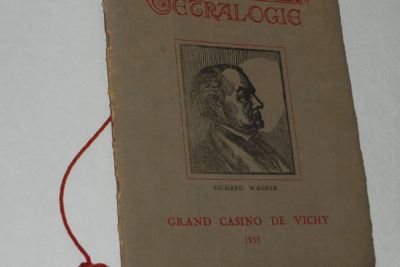 TETRALOGIE
RICHARD WAGNER
GRAND CASINO DE VICHY
1935